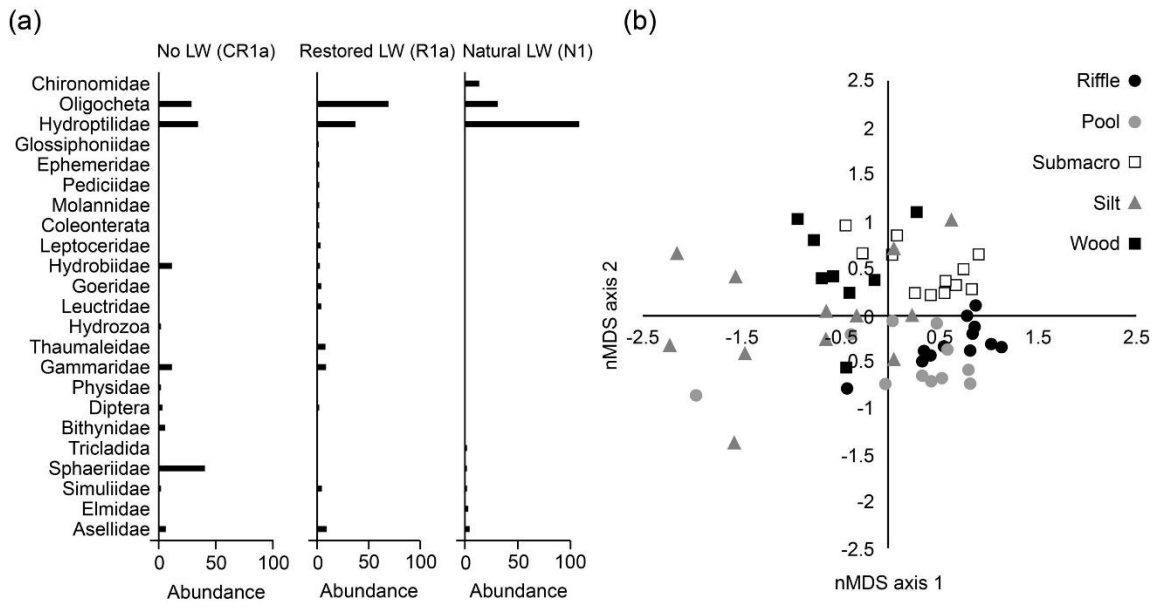 (a)
No LW (CR1a) Restored LW (R1a) Natural LW (N1)
Chironomidae
Oligocheta
Hydroptilidae
Glossiphoniidae
Ephemeridae
Pediciidae
Molannidae
Coleonterata
Leptoceridae
Hydrobiidae
Goeridae
Leuctridae
Hydrozoa
Thaumaleidae
Gammaridae
Physidae
Diptera
Bithynidae
Tricladida
Sphaeriidae
Simuliidae
Elmidae
Asellidae
0 50 100 0 50 100 0 50 100
Abundance Abundance Abundance
(b)
2.5
2
1.5
1
0.5
0
-0.5
-1
-1.5
-2
-2.5
-2.5 -1.5 -0.5 0.5 1.5 2.5
nMDS axis 2
nMDS axis 1
Riffle
Pool
Submacro
Silt
Wood